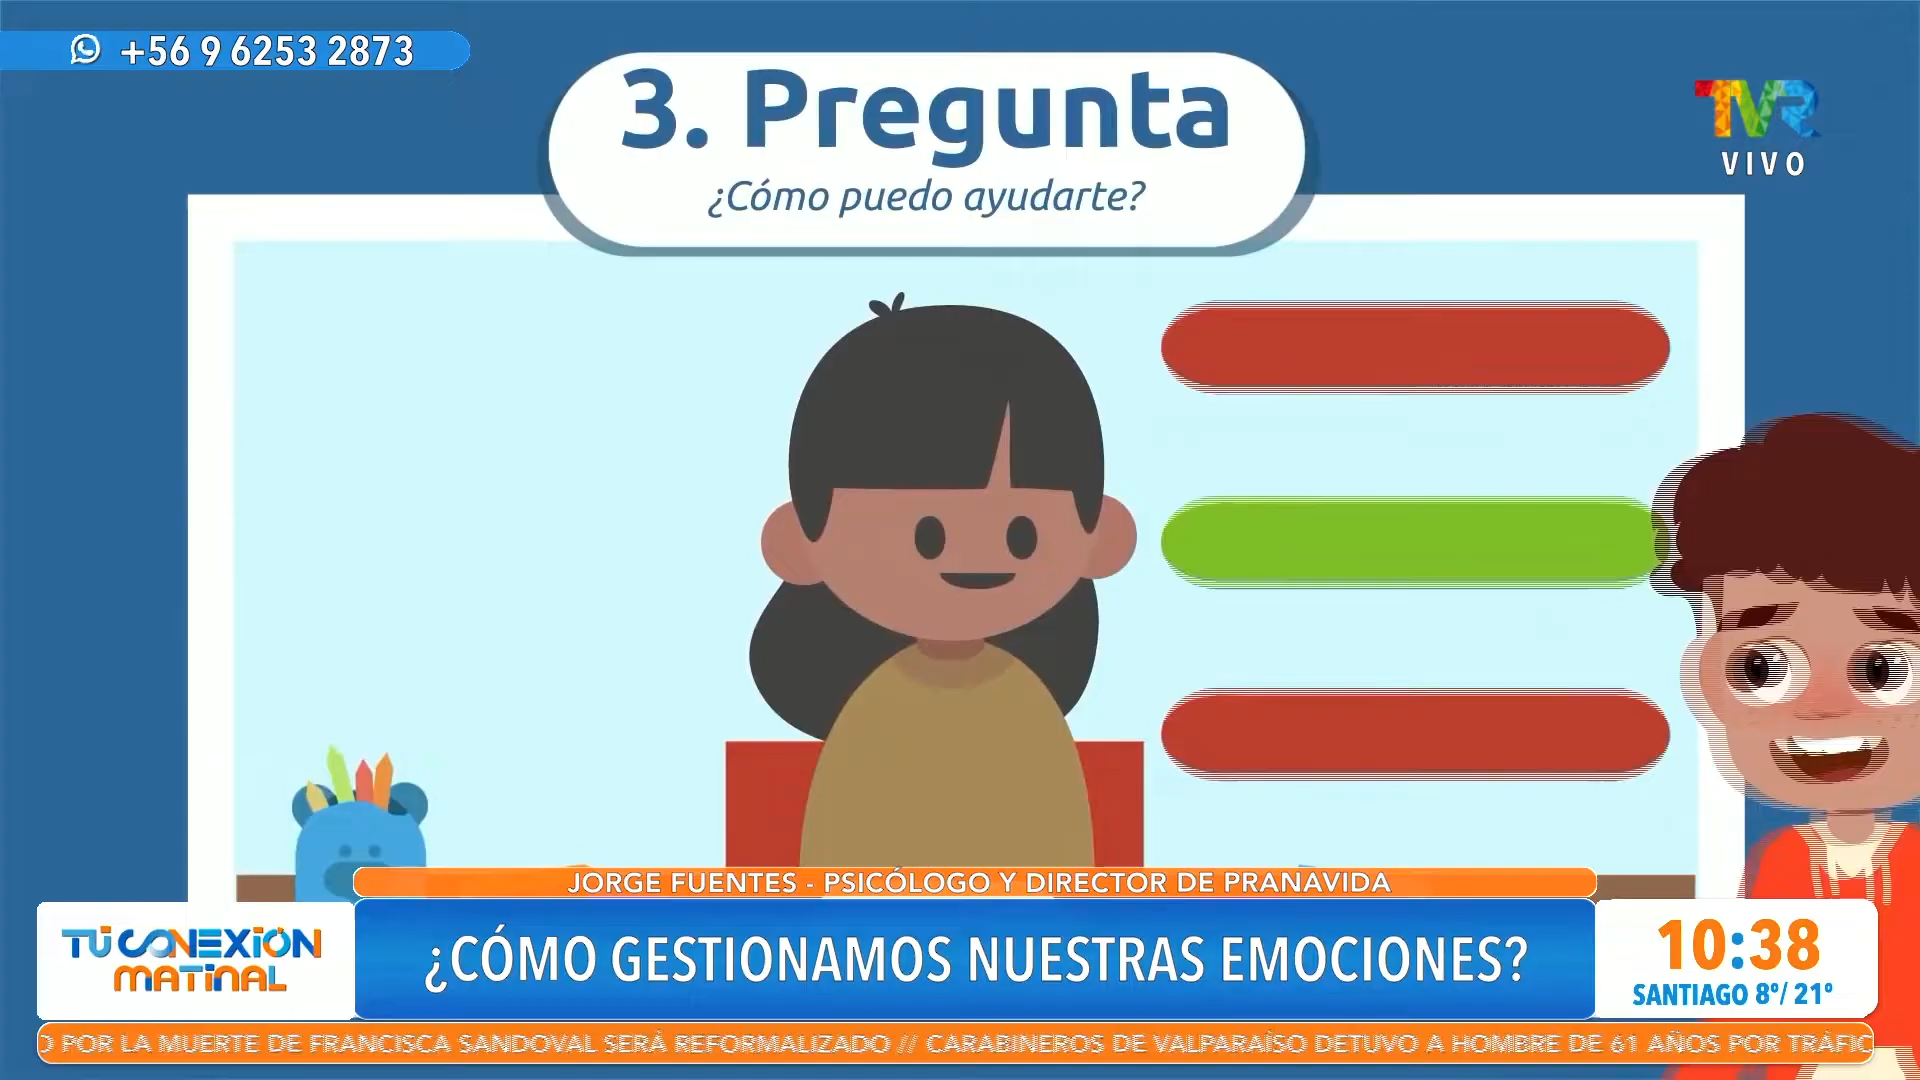 +56 9 6253 2873
3. Pregunta
¿Cómo puedo ayudarte?
TVR
VIVO
JORGE FUENTES - PSICÓLOGO Y DIRECTOR DE PRANAVIDA
TÚ CONEXIÓN
MATINAL
¿CÓMO GESTIONAMOS NUESTRAS EMOCIONES?
10:38
SANTIAGO 8°/ 21°
O POR LA MUERTE DE FRANCISCA SANDOVAL SERÁ REFORMALIZADO // CARABINEROS DE VALPARAÍSO DETUVO A HOMBRE DE 61 AÑOS POR TRÁFIC